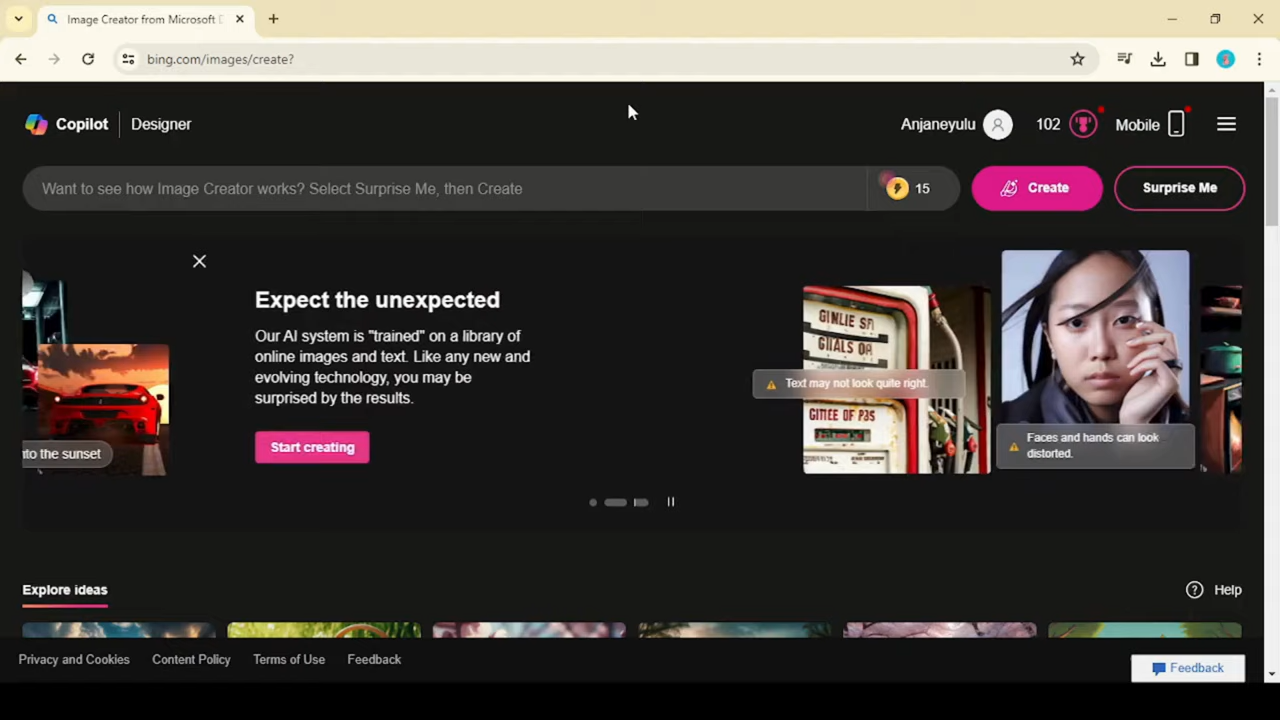 Image Creator from Microsoft D
bing.com/images/create?
Copilot
Designer
Anjaneyulu
102
Mobile
Want to see how Image Creator works? Select Surprise Me, then Create
15
Create
Surprise Me
Expect the unexpected
Our AI system is "trained" on a library of
online images and text. Like any new and
evolving technology, you may be
surprised by the results.
Start creating
nto the sunset
Text may not look quite right.
Faces and hands can look
distorted.
Explore ideas
Help
Privacy and Cookies
Content Policy
Terms of Use
Feedback
Feedback